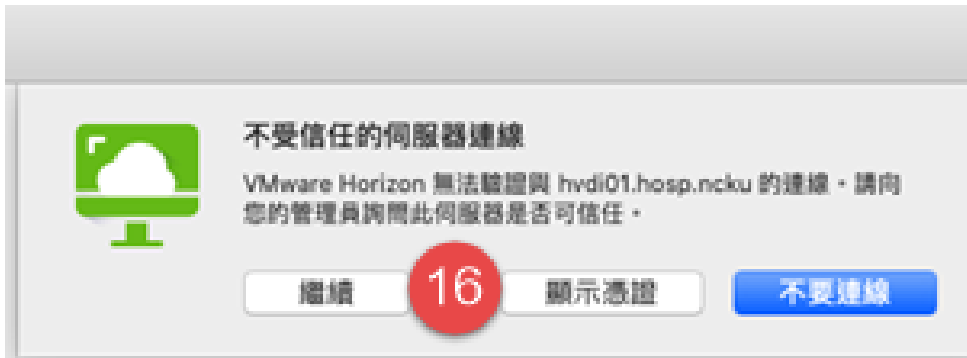 不受信任的伺服器連線
VMware Horizon 無法驗證與 hvdi01.hosp.ncku 的連線。請向
您的管理員詢問此伺服器是否可信任。
繼續 16 顯示憑證 不要連線